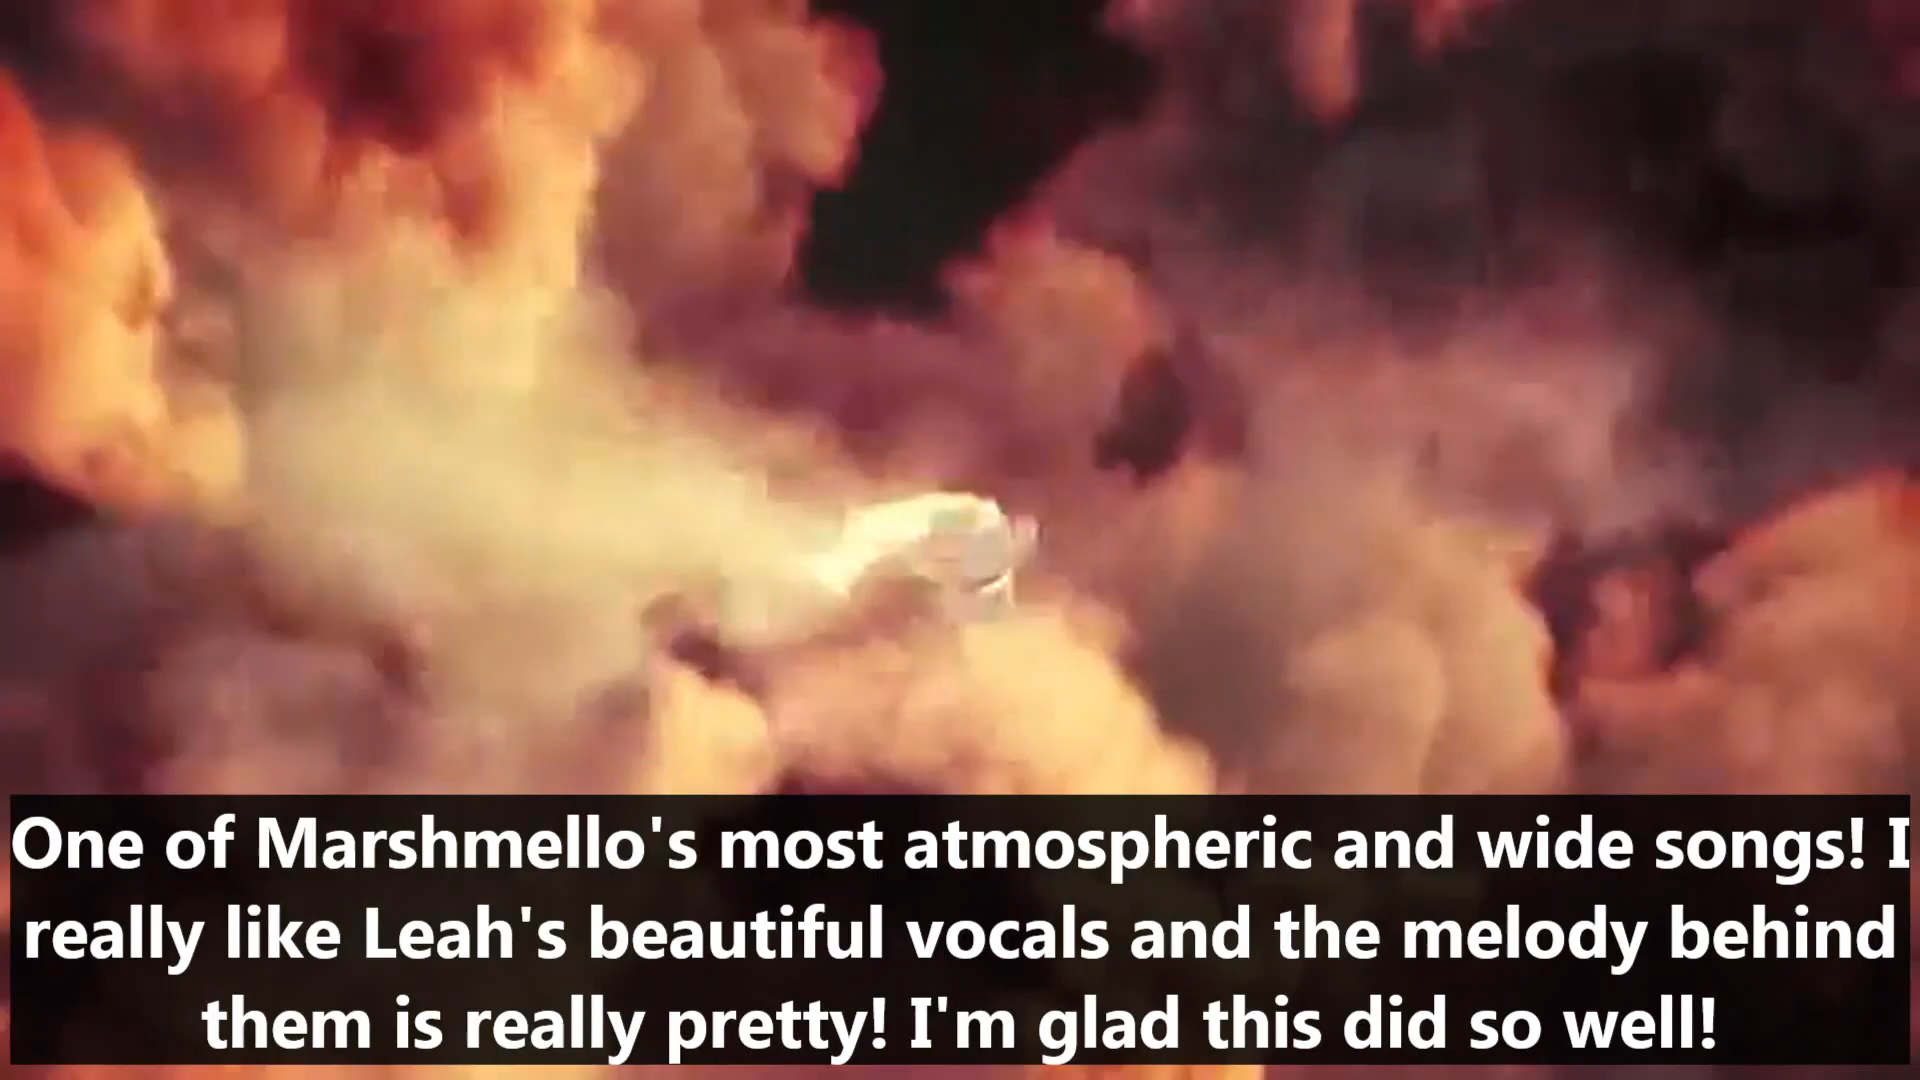 One of Marshmello's most atmospheric and wide songs! I
really like Leah's beautiful vocals and the melody behind
them is really pretty! I'm glad this did so well!